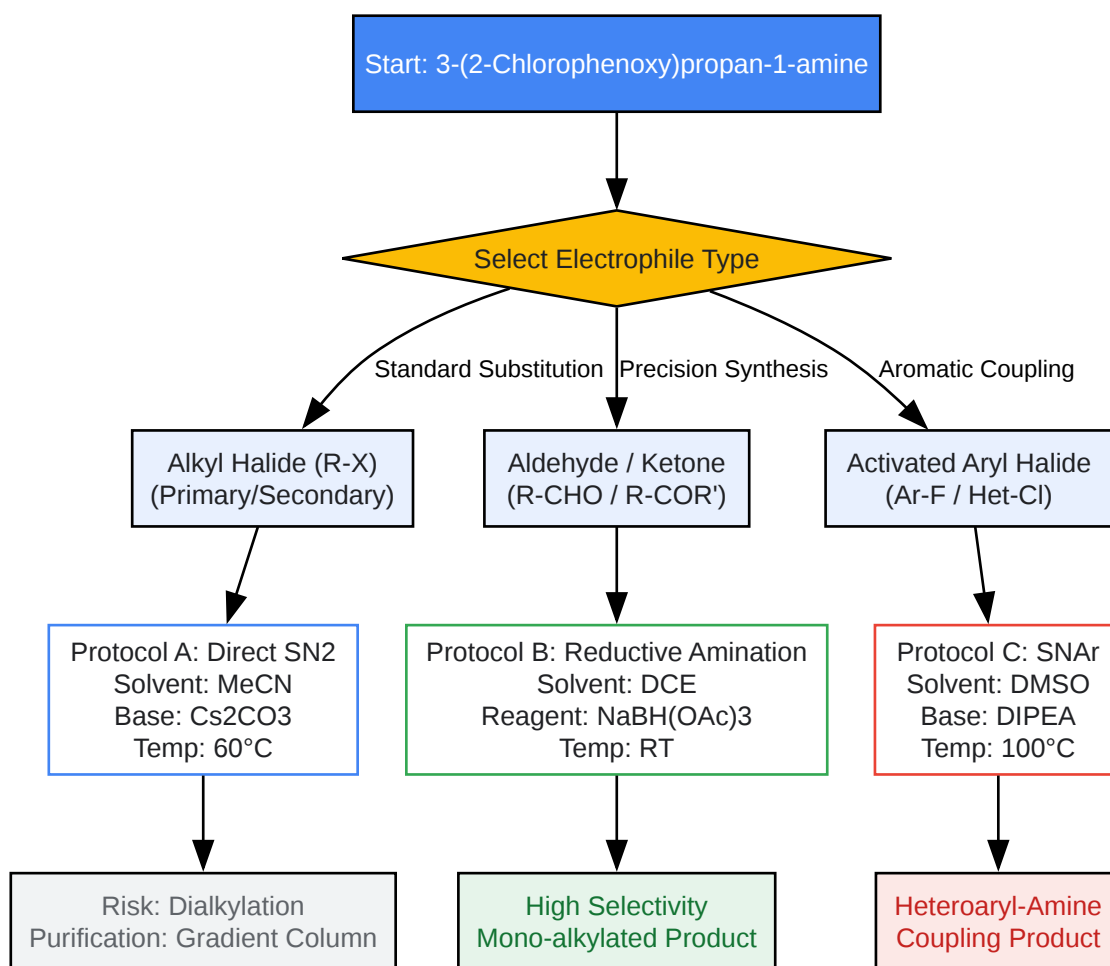 Start: 3-(2-Chlorophenoxy)propan-1-amine
Select Electrophile Type
Standard Substitution
Precision Synthesis
Aromatic Coupling
Alkyl Halide (R-X)
(Primary/Secondary)
Aldehyde / Ketone
(R-CHO / R-COR')
Activated Aryl Halide
(Ar-F / Het-Cl)
Protocol A: Direct SN2
Solvent: MeCN
Base: Cs2CO3
Temp: 60°C
Protocol B: Reductive Amination
Solvent: DCE
Reagent: NaBH(OAc)3
Temp: RT
Protocol C: SNAr
Solvent: DMSO
Base: DIPEA
Temp: 100°C
Risk: Dialkylation
Purification: Gradient Column
High Selectivity
Mono-alkylated Product
Heteroaryl-Amine
Coupling Product